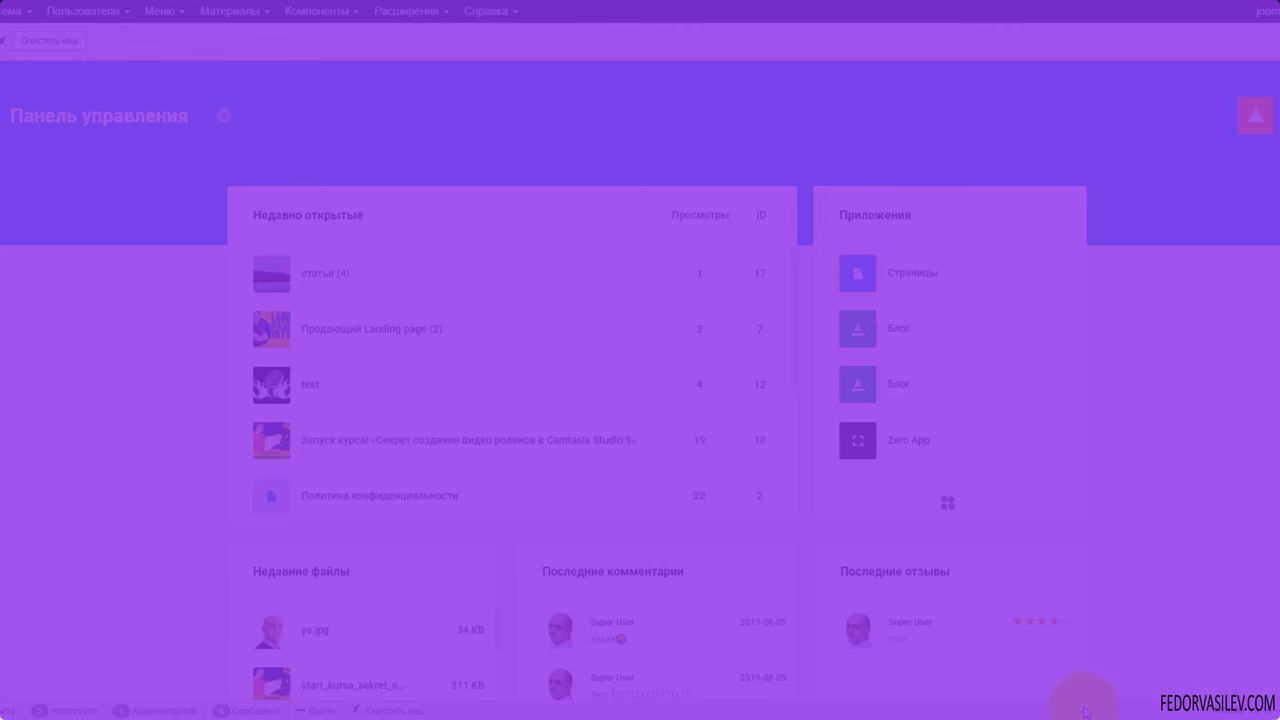 Пользователи Меню Материалы Компоненты Расширения Справка joom
Очистить кэш
Панель управления
Недавно открытые Просмотры ID
статья (4) 1 17
Продающий Landing page (2) 3 7
test 4 12
Запуск курса! «Секрет создания видео роликов в Camtasia Studio 9» 19 10
Политика конфиденциальности 22 2
Приложения
Страницы
Блог
Блог
Zero App
Недавние файлы
ya.jpg 34 KB
start_kursa_sekret_s... 311 KB
Последние комментарии
Super User 2019-08-05
Super User 2019-08-05
Последние отзывы
Super User
тест
Администратор Сообщений Выйти Очистить кэш
FEDORVASILEV.COM